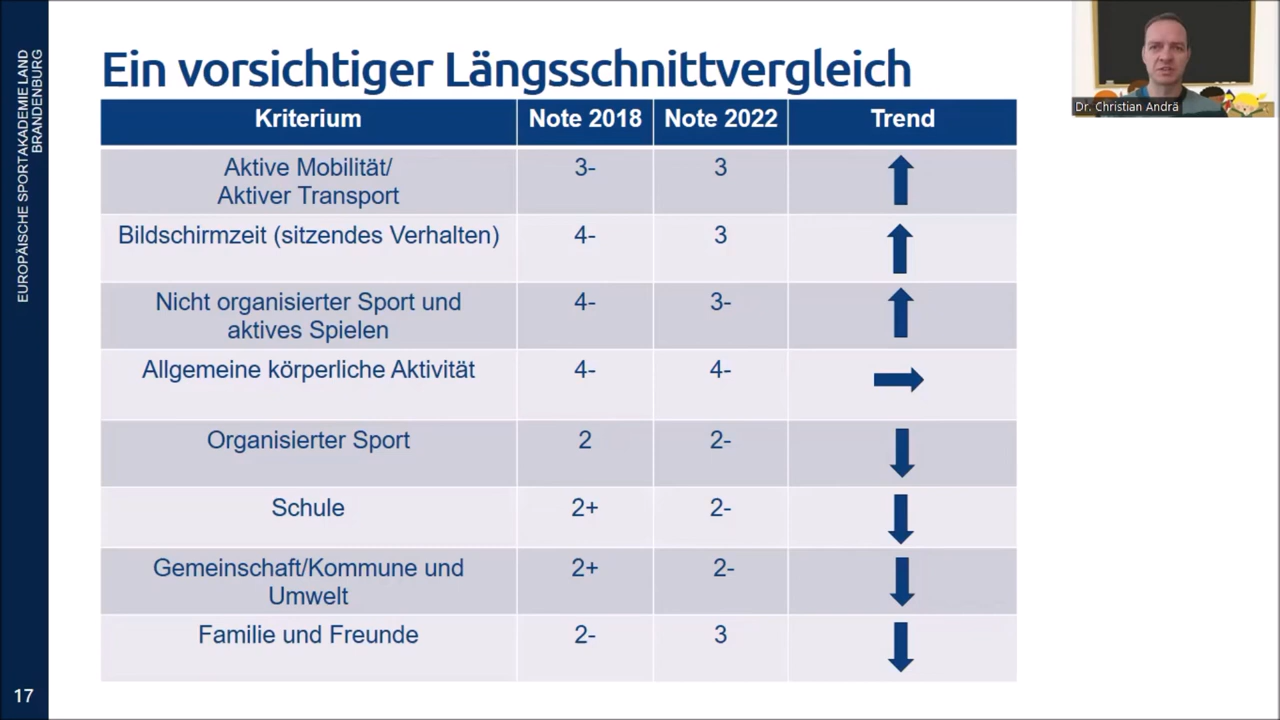 EUROPÄISCHE SPORTAKADEMIE LAND
BRANDENBURG
Ein vorsichtiger Längsschnittvergleich
Kriterium Note 2018 Note 2022 Trend
Aktive Mobilität/
Aktiver Transport 3- 3
Bildschirmzeit (sitzendes Verhalten) 4- 3
Nicht organisierter Sport und
aktives Spielen 4- 3-
Allgemeine körperliche Aktivität 4- 4-
Organisierter Sport 2 2-
Schule 2+ 2-
Gemeinschaft/Kommune und
Umwelt 2+ 2-
Familie und Freunde 2- 3
17
Dr. Christian Andrä